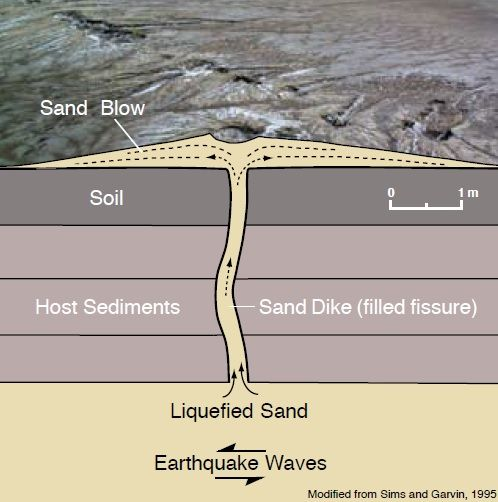 Sand Blow
Soil
0 1 m
Host Sediments
Sand Dike (filled fissure)
Liquefied Sand
Earthquake Waves
Modified from Sims and Garvin, 1995